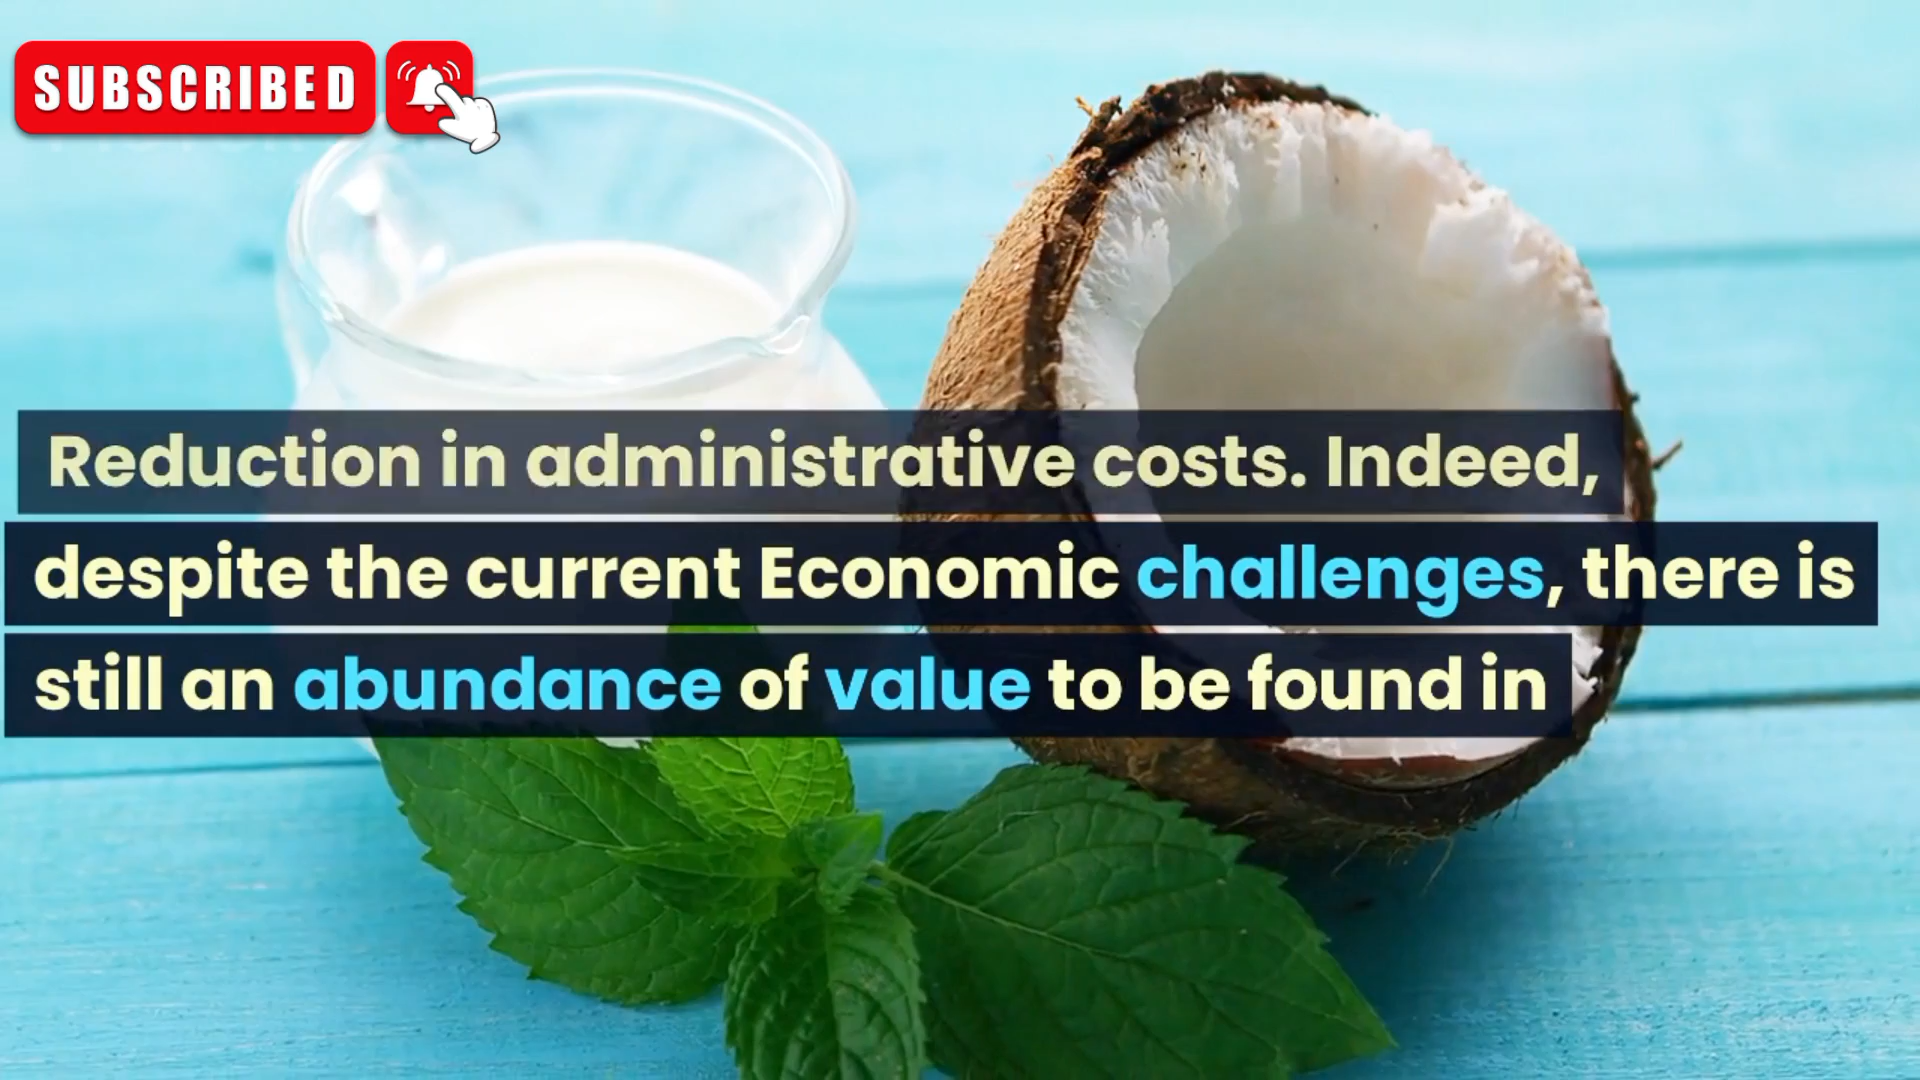 SUBSCRIBED
Reduction in administrative costs. Indeed,
despite the current Economic challenges, there is
still an abundance of value to be found in